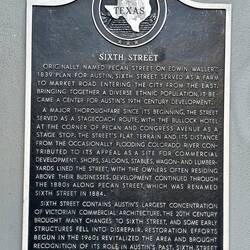 TEXAS
SIXTH STREET
ORIGINALLY NAMED PECAN STREET ON EDWIN WALLER'S
1839 PLAN FOR AUSTIN, SIXTH STREET SERVED AS A FARM
TO MARKET ROAD ENTERING THE CITY FROM THE EAST.
BRINGING TOGETHER A DIVERSE ETHNIC POPULATION, IT BE-
CAME A CENTER FOR AUSTIN'S 19TH CENTURY DEVELOPMENT.
A MAJOR THOROUGHFARE SINCE ITS BEGINNING, THE STREET
SERVED AS A STAGECOACH ROUTE, WITH THE BULLOCK HOTEL
AT THE CORNER OF PECAN AND CONGRESS AVENUE AS A
STAGE STOP. THE STREET'S FLAT TERRAIN AND ITS DISTANCE
FROM THE OCCASIONALLY FLOODING COLORADO RIVER CON-
TRIBUTED TO ITS APPEAL AS A SITE FOR COMMERCIAL
DEVELOPMENT. SHOPS, SALOONS, STABLES, WAGON- AND LUMBER-
YARDS LINED THE STREET, WITH THE OWNERS OFTEN RESIDING
ABOVE THEIR BUSINESSES. DEVELOPMENT CONTINUED THROUGH
THE 1880s ALONG PECAN STREET, WHICH WAS RENAMED
SIXTH STREET IN 1884.
SIXTH STREET CONTAINS AUSTIN'S LARGEST CONCENTRATION
OF VICTORIAN COMMERCIAL ARCHITECTURE. THE 20TH CENTURY
BROUGHT MANY CHANGES TO SIXTH STREET, AND SOME EARLY
STRUCTURES FELL INTO DISREPAIR. RESTORATION EFFORTS
BEGUN IN THE 1960s REVITALIZED THE AREA AND BROUGHT
RECOGNITION OF ITS ROLE IN AUSTIN'S PAST. SIXTH STREET